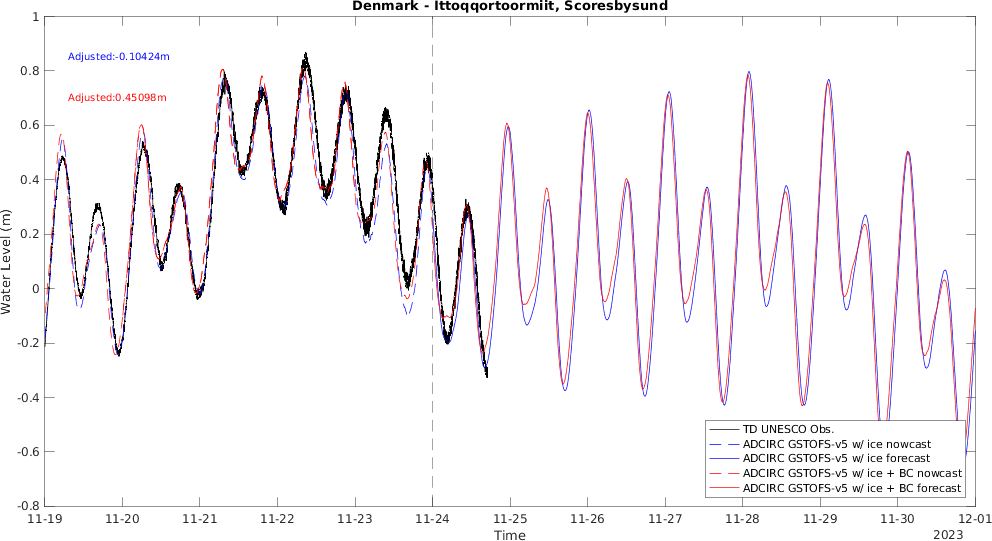 Denmark - Ittoqqortoormiit, Scoresbysund
Adjusted:-0.10424m
Adjusted:0.45098m
Water Level (m)
1
0.8
0.6
0.4
0.2
0
-0.2
-0.4
-0.6
-0.8
TD UNESCO Obs.
ADCIRC GSTOFS-v5 w/ ice nowcast
ADCIRC GSTOFS-v5 w/ ice forecast
ADCIRC GSTOFS-v5 w/ ice + BC nowcast
ADCIRC GSTOFS-v5 w/ ice + BC forecast
11-19 11-20 11-21 11-22 11-23 11-24 11-25 11-26 11-27 11-28 11-29 11-30 12-01
Time
2023